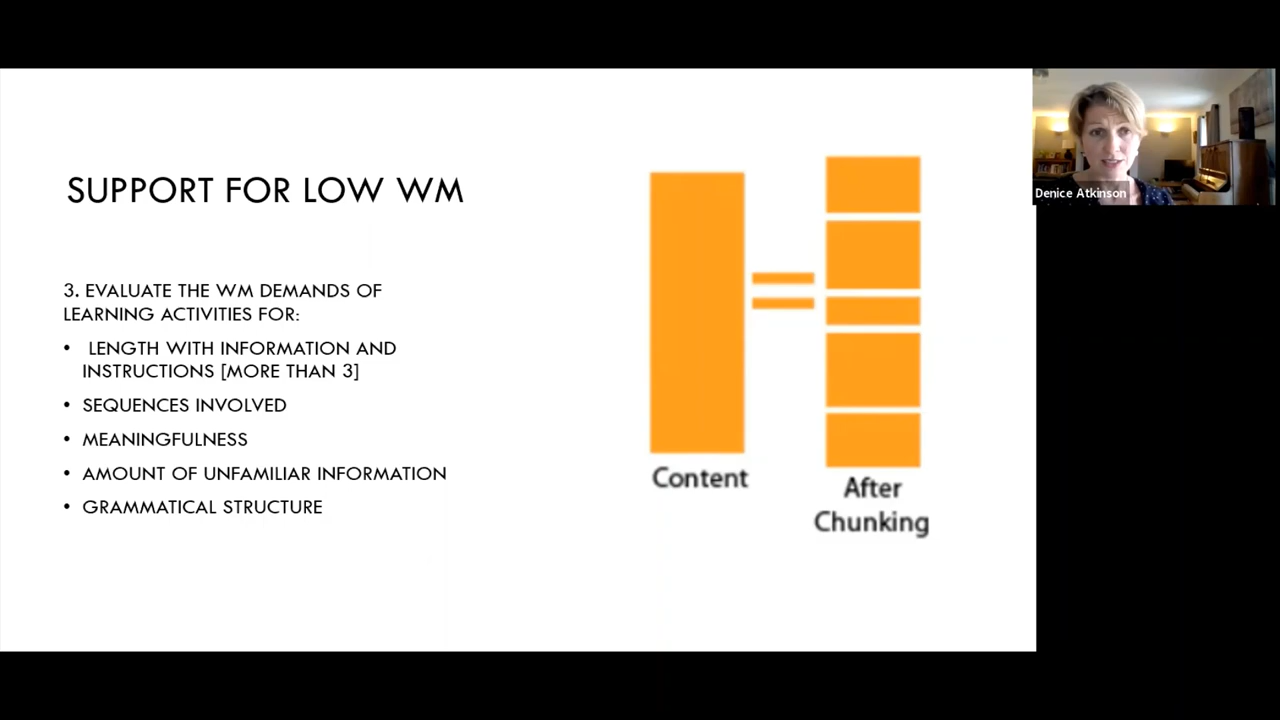 SUPPORT FOR LOW WM
3. EVALUATE THE WM DEMANDS OF
LEARNING ACTIVITIES FOR:
• LENGTH WITH INFORMATION AND
INSTRUCTIONS [MORE THAN 3]
• SEQUENCES INVOLVED
• MEANINGFULNESS
• AMOUNT OF UNFAMILIAR INFORMATION
• GRAMMATICAL STRUCTURE
Content
After
Chunking
Denice Atkinson